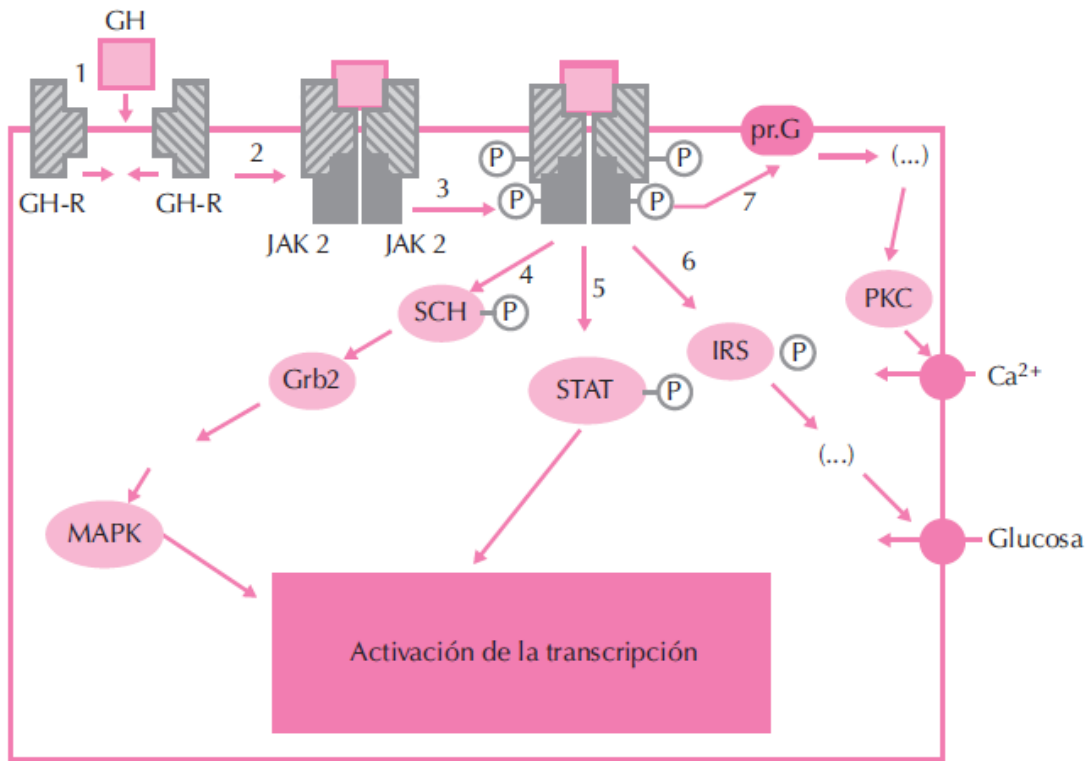 GH
1
pr.G
P
P
(...)
2
3
P
P
7
GH-R
GH-R
JAK 2
JAK 2
4
5
6
SCH
P
PKC
IRS
P
Grb2
STAT
P
Ca²⁺
(...)
MAPK
Glucosa
Activación de la transcripción